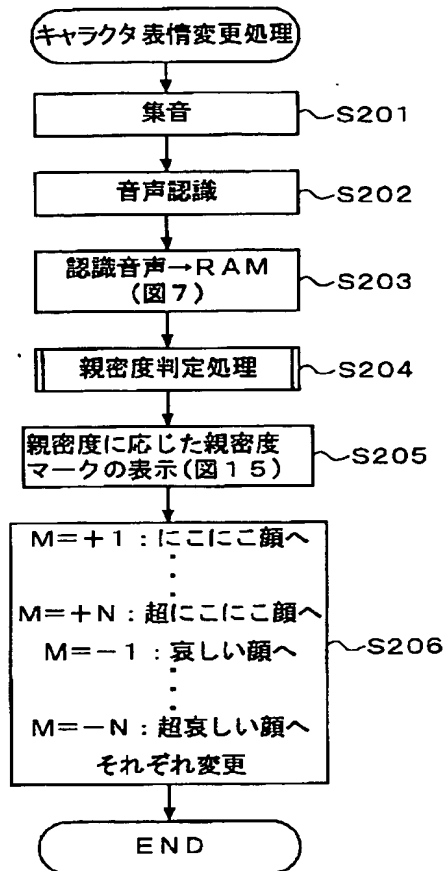 キャラクタ表情変更処理
集音
S201
音声認識
S202
認識音声→RAM
(図7)
S203
親密度判定処理
S204
親密度に応じた親密度
マークの表示(図15)
S205
M=+1:にこにこ顔へ
・
・
・
M=+N:超にこにこ顔へ
M=-1:哀しい顔へ
・
・
・
M=-N:超哀しい顔へ
それぞれ変更
S206
END